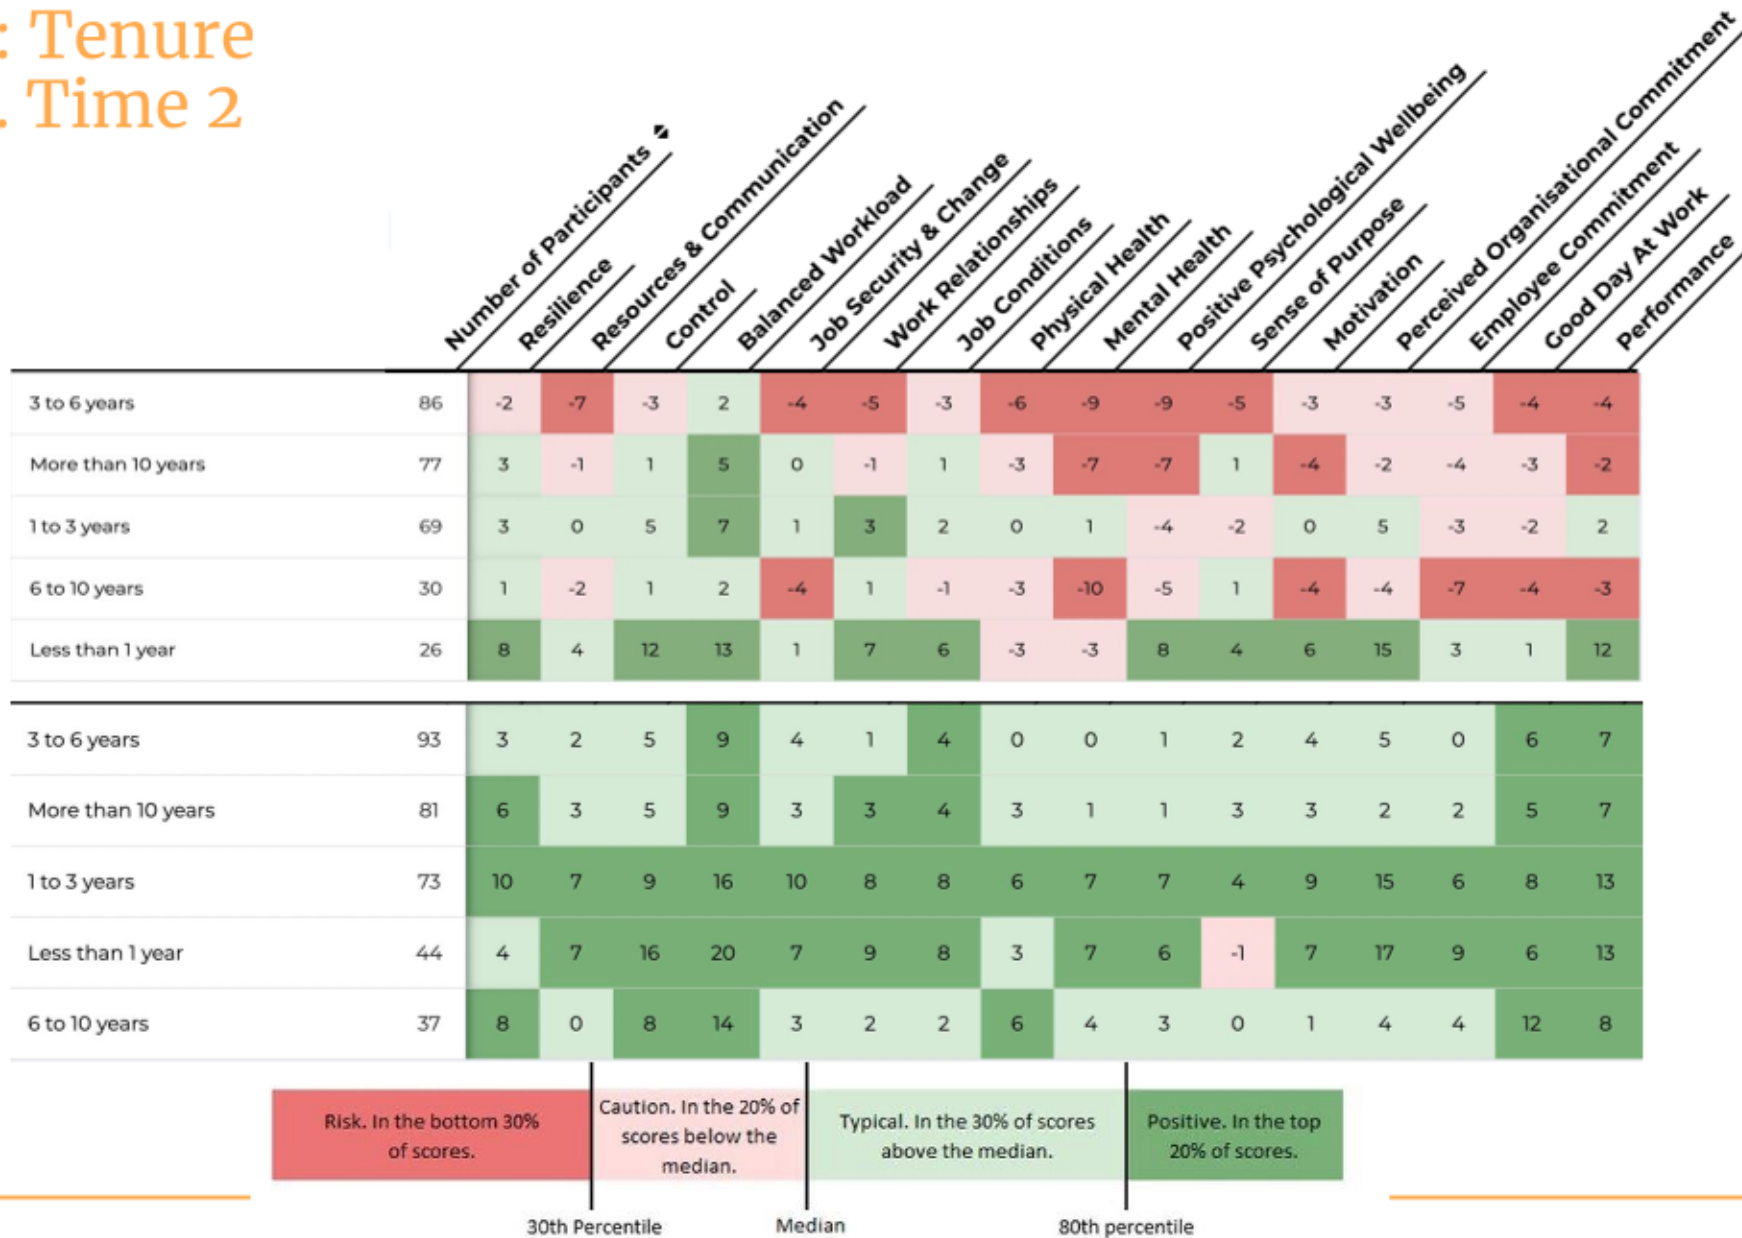 : Tenure
. Time 2
Number of Participants
Resilience
Resources & Communication
Control
Balanced Workload
Job Security & Change
Work Relationships
Job Conditions
Physical Health
Mental Health
Positive Psychological Wellbeing
Sense of Purpose
Motivation
Perceived Organisational Commitment
Employee Commitment
Good Day At Work
Performance
3 to 6 years 86 -2 -7 -3 2 -4 -5 -3 -6 -9 -9 -5 -3 -3 -5 -4 -4
More than 10 years 77 3 -1 1 5 0 -1 1 -3 -7 -7 1 -4 -2 -4 -3 -2
1 to 3 years 69 3 0 5 7 1 3 2 0 1 -4 -2 0 5 -3 -2 2
6 to 10 years 30 1 -2 1 2 -4 1 -1 -3 -10 -5 1 -4 -4 -7 -4 -3
Less than 1 year 26 8 4 12 13 1 7 6 -3 -3 8 4 6 15 3 1 12
3 to 6 years 93 3 2 5 9 4 1 4 0 0 1 2 4 5 0 6 7
More than 10 years 81 6 3 5 9 3 3 4 3 1 1 3 3 2 2 5 7
1 to 3 years 73 10 7 9 16 10 8 8 6 7 7 4 9 15 6 8 13
Less than 1 year 44 4 7 16 20 7 9 8 3 7 6 -1 7 17 9 6 13
6 to 10 years 37 8 0 8 14 3 2 2 6 4 3 0 1 4 4 12 8
Risk. In the bottom 30%
of scores.
Caution. In the 20% of
scores below the
median.
Typical. In the 30% of scores
above the median.
Positive. In the top
20% of scores.
30th Percentile
Median
80th percentile